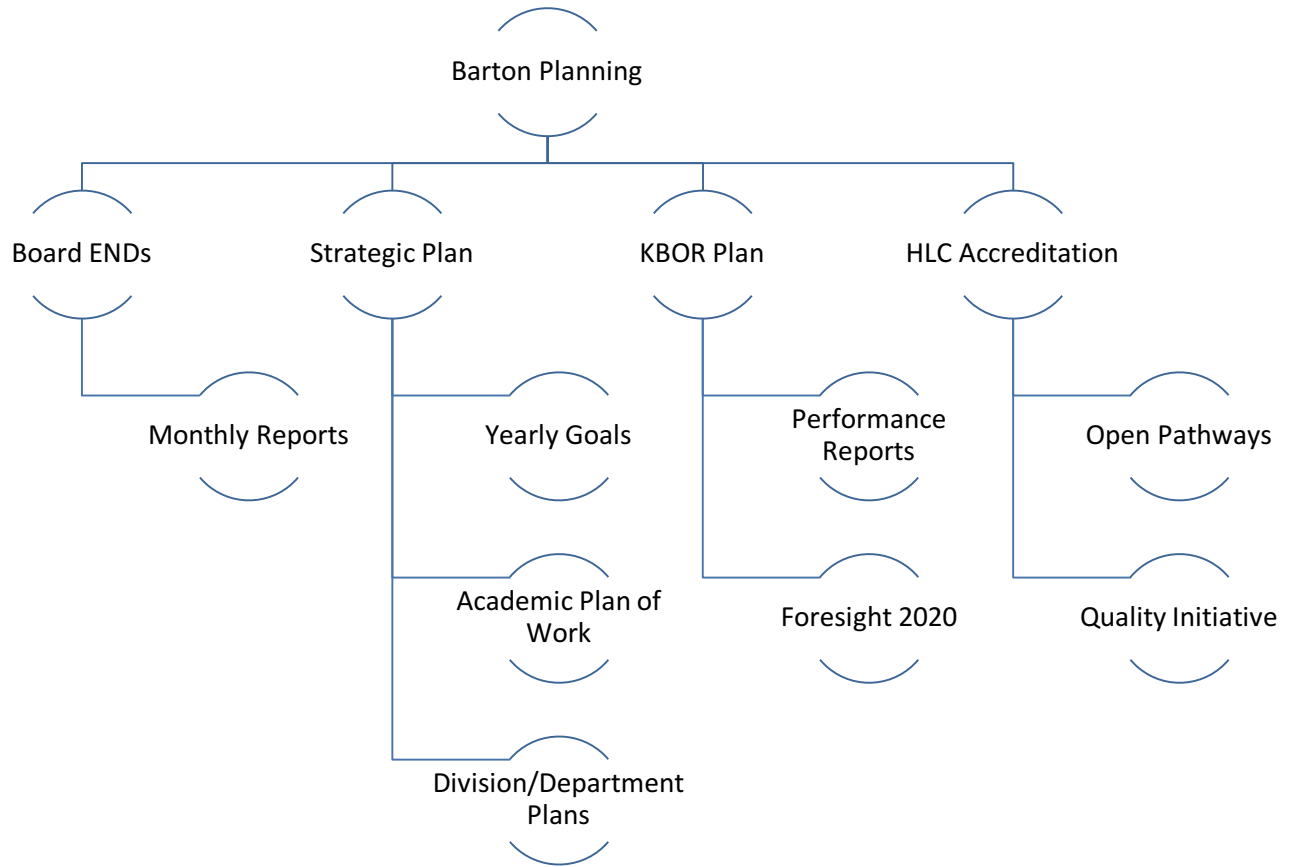 Barton Planning
Board ENDs
Strategic Plan
KBOR Plan
HLC Accreditation
Monthly Reports
Yearly Goals
Performance
Reports
Open Pathways
Academic Plan of
Work
Foresight 2020
Quality Initiative
Division/Department
Plans